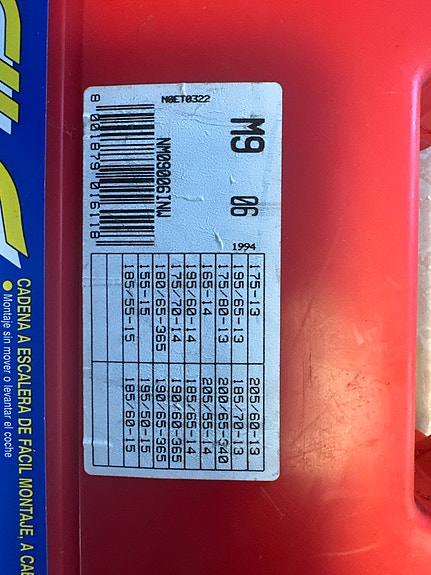 M9 06
1994
N0ET0322
NM09006INW
8 001879 016118
175-13 205/60-13
195/65-13 185/70-13
175/80-13 200/65-340
165-14 205/55-14
195/60-14 185/65-14
175/70-14 190/60-365
180/65-365 190/65-365
155-15 195/50-15
185/55-15 185/60-15
CADENA A ESCALERA DE FÁCIL MONTAJE, A
● Montaje sin mover o levantar el coche